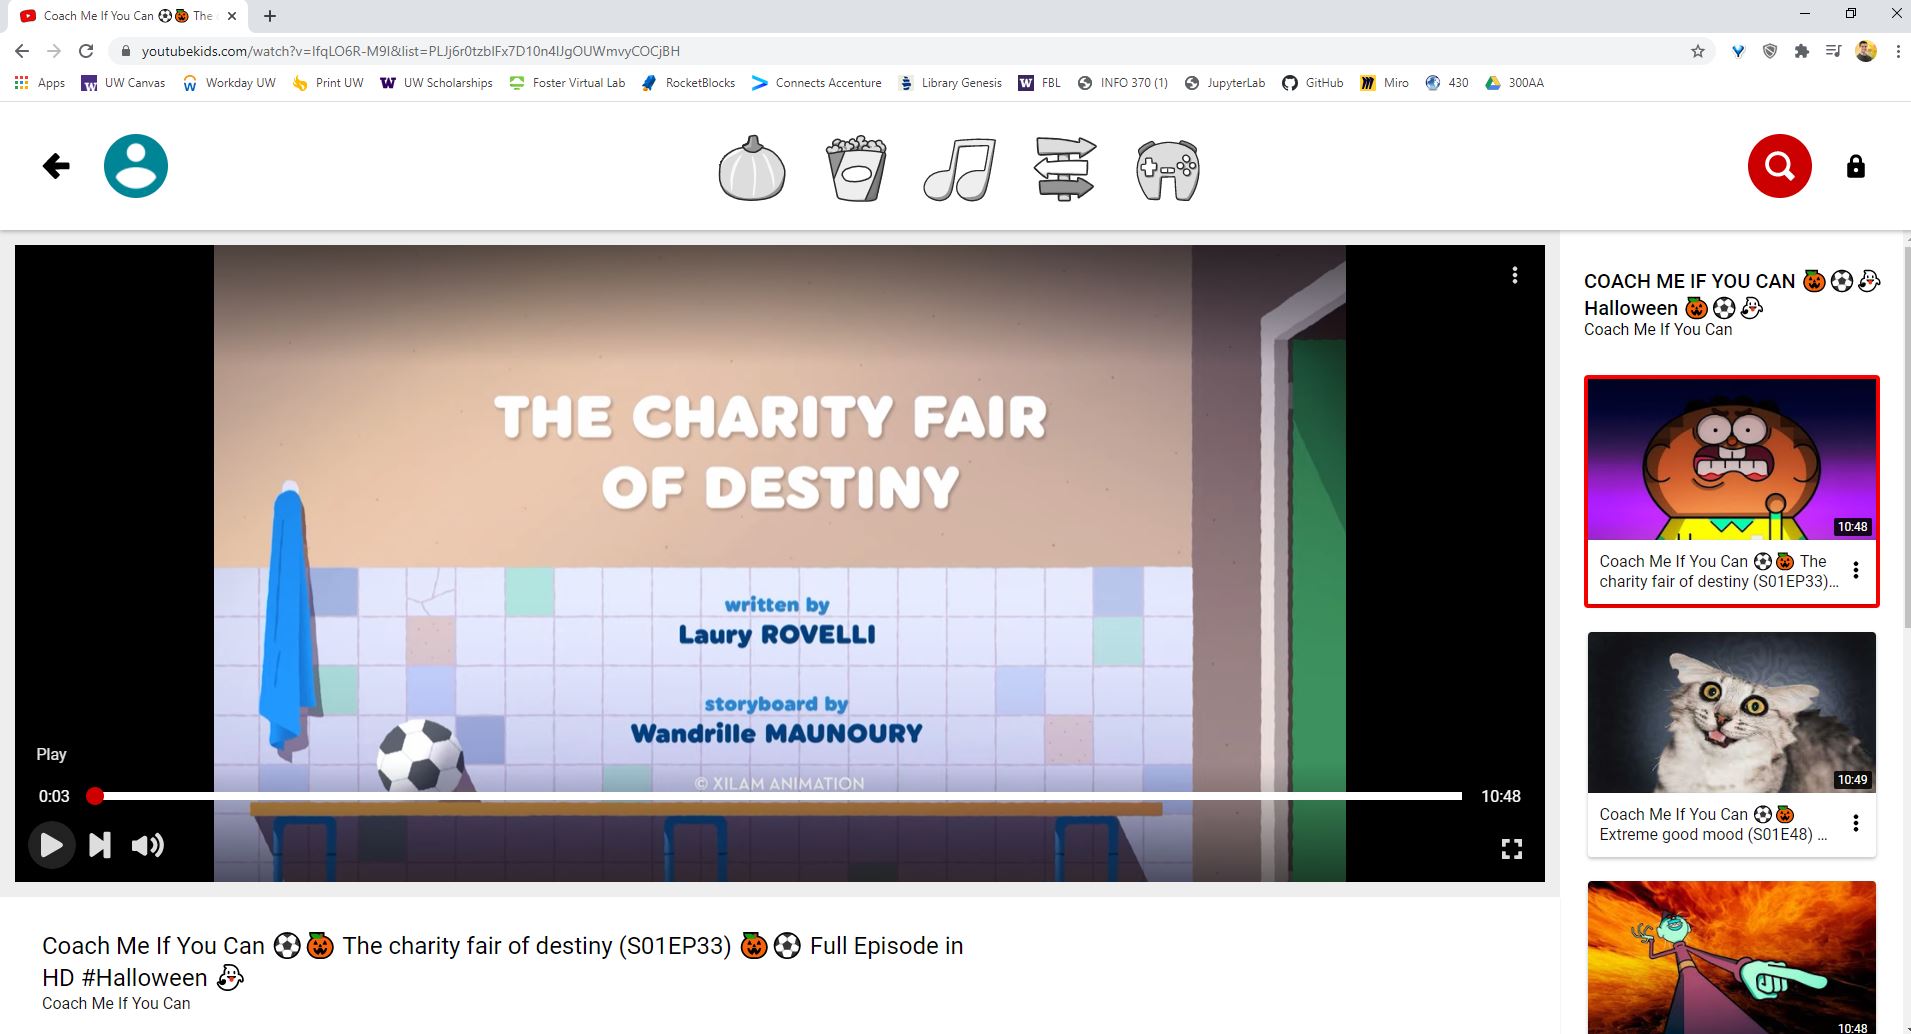 Coach Me If You Can ⚽🎃 The
youtubekids.com/watch?v=IfqLO6R-M9I&list=PLJj6r0tzbIFx7D10n4IJgOUWmvyCOCjBH
Apps UW Canvas Workday UW Print UW UW Scholarships Foster Virtual Lab RocketBlocks Connects Accenture Library Genesis FBL INFO 370 (1) JupyterLab GitHub Miro 430 300AA
THE CHARITY FAIR
OF DESTINY
written by
Laury ROVELLI
storyboard by
Wandrille MAUNOURY
© XILAM ANIMATION
Play
0:03
10:48
Coach Me If You Can ⚽🎃 The charity fair of destiny (S01EP33) 🎃⚽ Full Episode in
HD #Halloween 👻
Coach Me If You Can
COACH ME IF YOU CAN 🎃⚽👻
Halloween 🎃⚽👻
Coach Me If You Can
10:48
Coach Me If You Can ⚽🎃 The
charity fair of destiny (S01EP33)...
10:49
Coach Me If You Can ⚽🎃
Extreme good mood (S01E48) ...
10:48